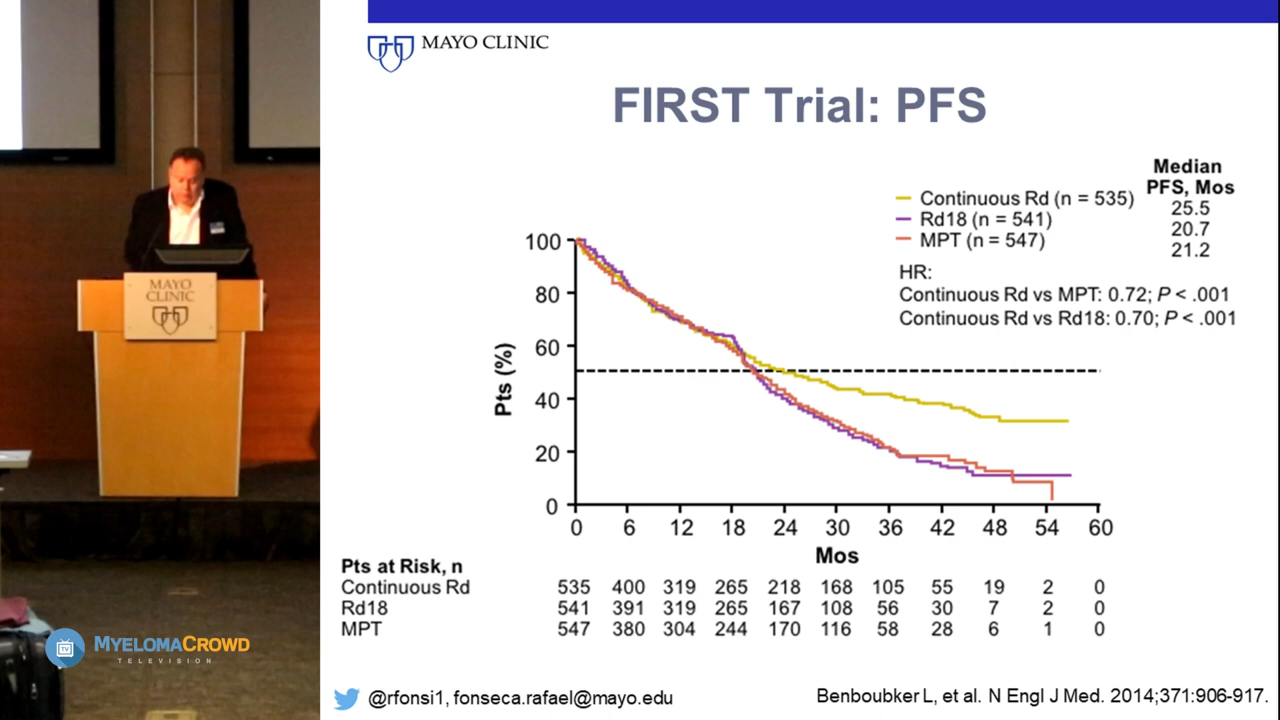 MAYO CLINIC
FIRST Trial: PFS
Median
PFS, Mos
Continuous Rd (n = 535) 25.5
Rd18 (n = 541) 20.7
MPT (n = 547) 21.2
HR:
Continuous Rd vs MPT: 0.72; P < .001
Continuous Rd vs Rd18: 0.70; P < .001
Pts (%)
100
80
60
40
20
0
0 6 12 18 24 30 36 42 48 54 60
Mos
Pts at Risk, n
Continuous Rd 535 400 319 265 218 168 105 55 19 2 0
Rd18 541 391 319 265 167 108 56 30 7 2 0
MPT 547 380 304 244 170 116 58 28 6 1 0
@rfonsi1, fonseca.rafael@mayo.edu
Benboubker L, et al. N Engl J Med. 2014;371:906-917.
MAYO
CLINIC
TV
MYELOMACROWD
TELEVISION